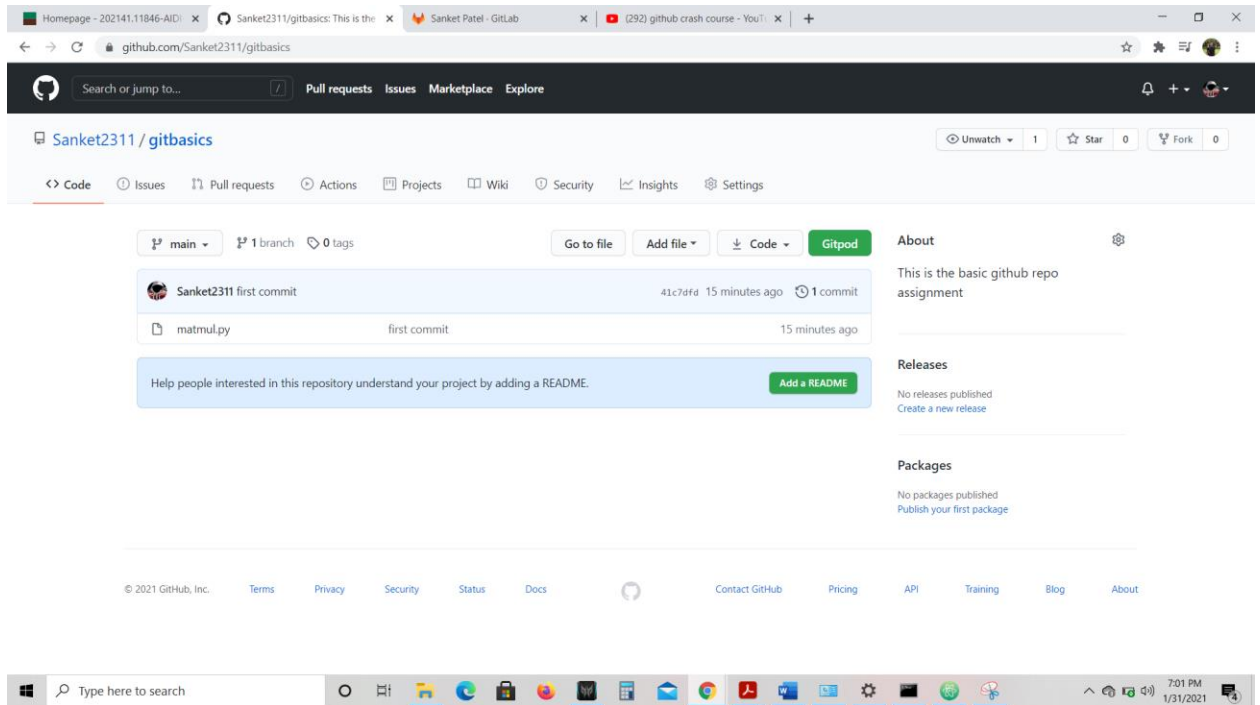 Homepage - 202141.11846-AIDI
Sanket2311/gitbasics: This is the
Sanket Patel · GitLab
(292) github crash course - YouT
github.com/Sanket2311/gitbasics
Search or jump to... /
Pull requests Issues Marketplace Explore
Sanket2311 / gitbasics
Unwatch 1 Star 0 Fork 0
<> Code Issues Pull requests Actions Projects Wiki Security Insights Settings
main 1 branch 0 tags
Go to file Add file Code Gitpod
About
This is the basic github repo
assignment
Sanket2311 first commit 41c7dfd 15 minutes ago 1 commit
matmul.py first commit 15 minutes ago
Help people interested in this repository understand your project by adding a README. Add a README
Releases
No releases published
Create a new release
Packages
No packages published
Publish your first package
© 2021 GitHub, Inc. Terms Privacy Security Status Docs Contact GitHub Pricing API Training Blog About
Type here to search
7:01 PM
1/31/2021
4